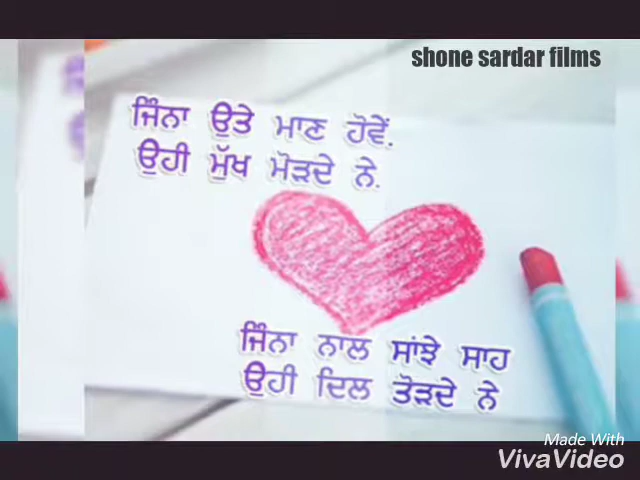 shone sardar films
ਜਿੰਨਾ ਉਤੇ ਮਾਣ ਹੋਵੇਂ.
ਉਹੀ ਮੁੱਖ ਮੋੜਦੇ ਨੇ.
ਜਿੰਨਾ ਨਾਲ ਸਾਂਝੇ ਸਾਹ
ਉਹੀ ਦਿਲ ਤੋੜਦੇ ਨੇ
Made With
VivaVideo